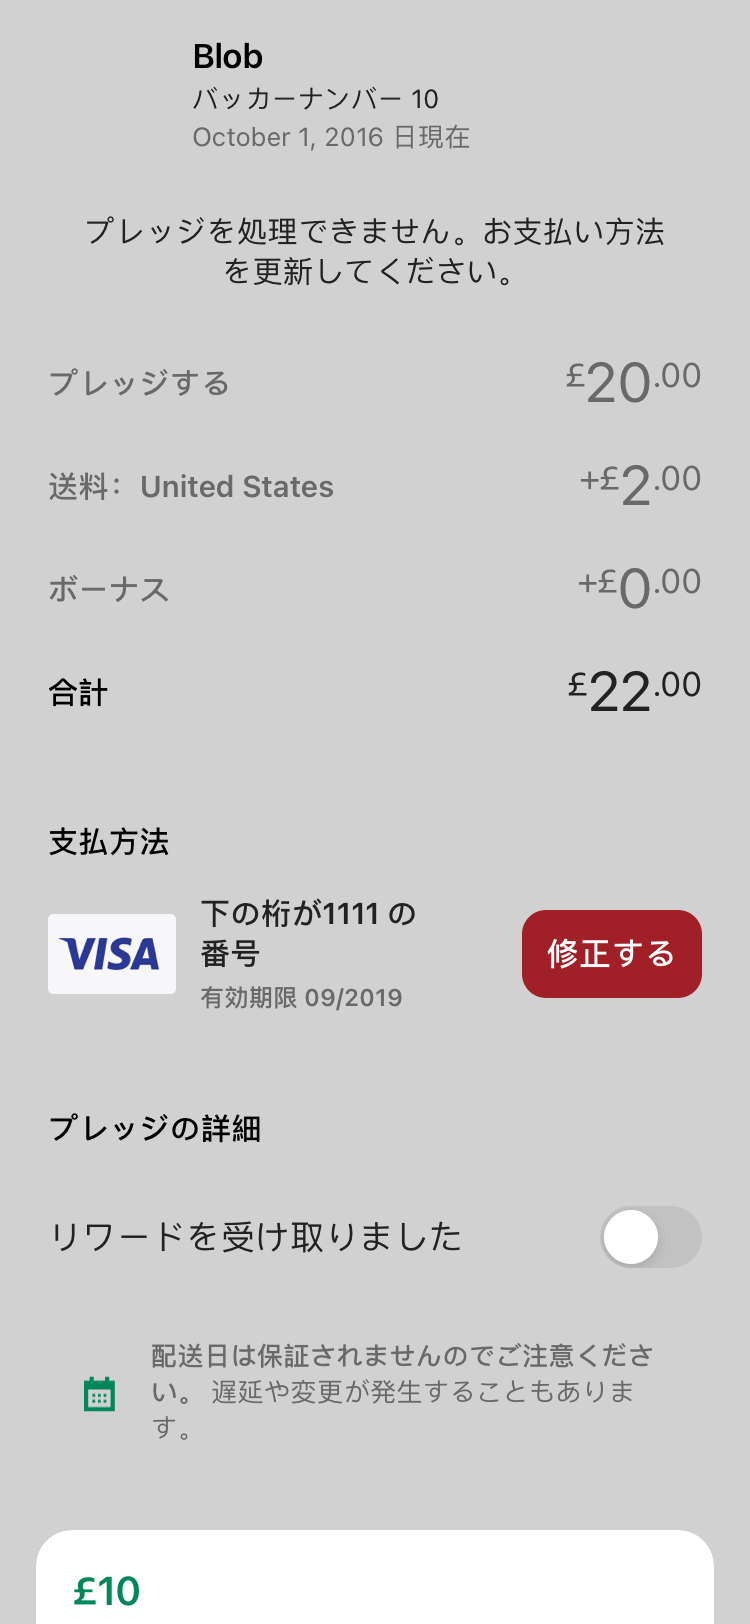 Blob
バッカーナンバー 10
October 1, 2016 日現在
プレッジを処理できません。お支払い方法
を更新してください。
プレッジする £20.00
送料： United States +£2.00
ボーナス +£0.00
合計 £22.00
支払方法
VISA
下の桁が1111 の
番号
有効期限 09/2019
修正する
プレッジの詳細
リワードを受け取りました
配送日は保証されませんのでご注意くださ
い。 遅延や変更が発生することもありま
す。
£10